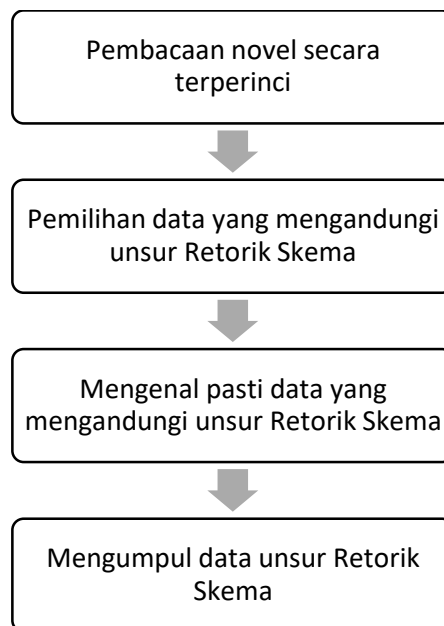 Pembacaan novel secara
terperinci
Pemilihan data yang mengandungi
unsur Retorik Skema
Mengenal pasti data yang
mengandungi unsur Retorik Skema
Mengumpul data unsur Retorik
Skema